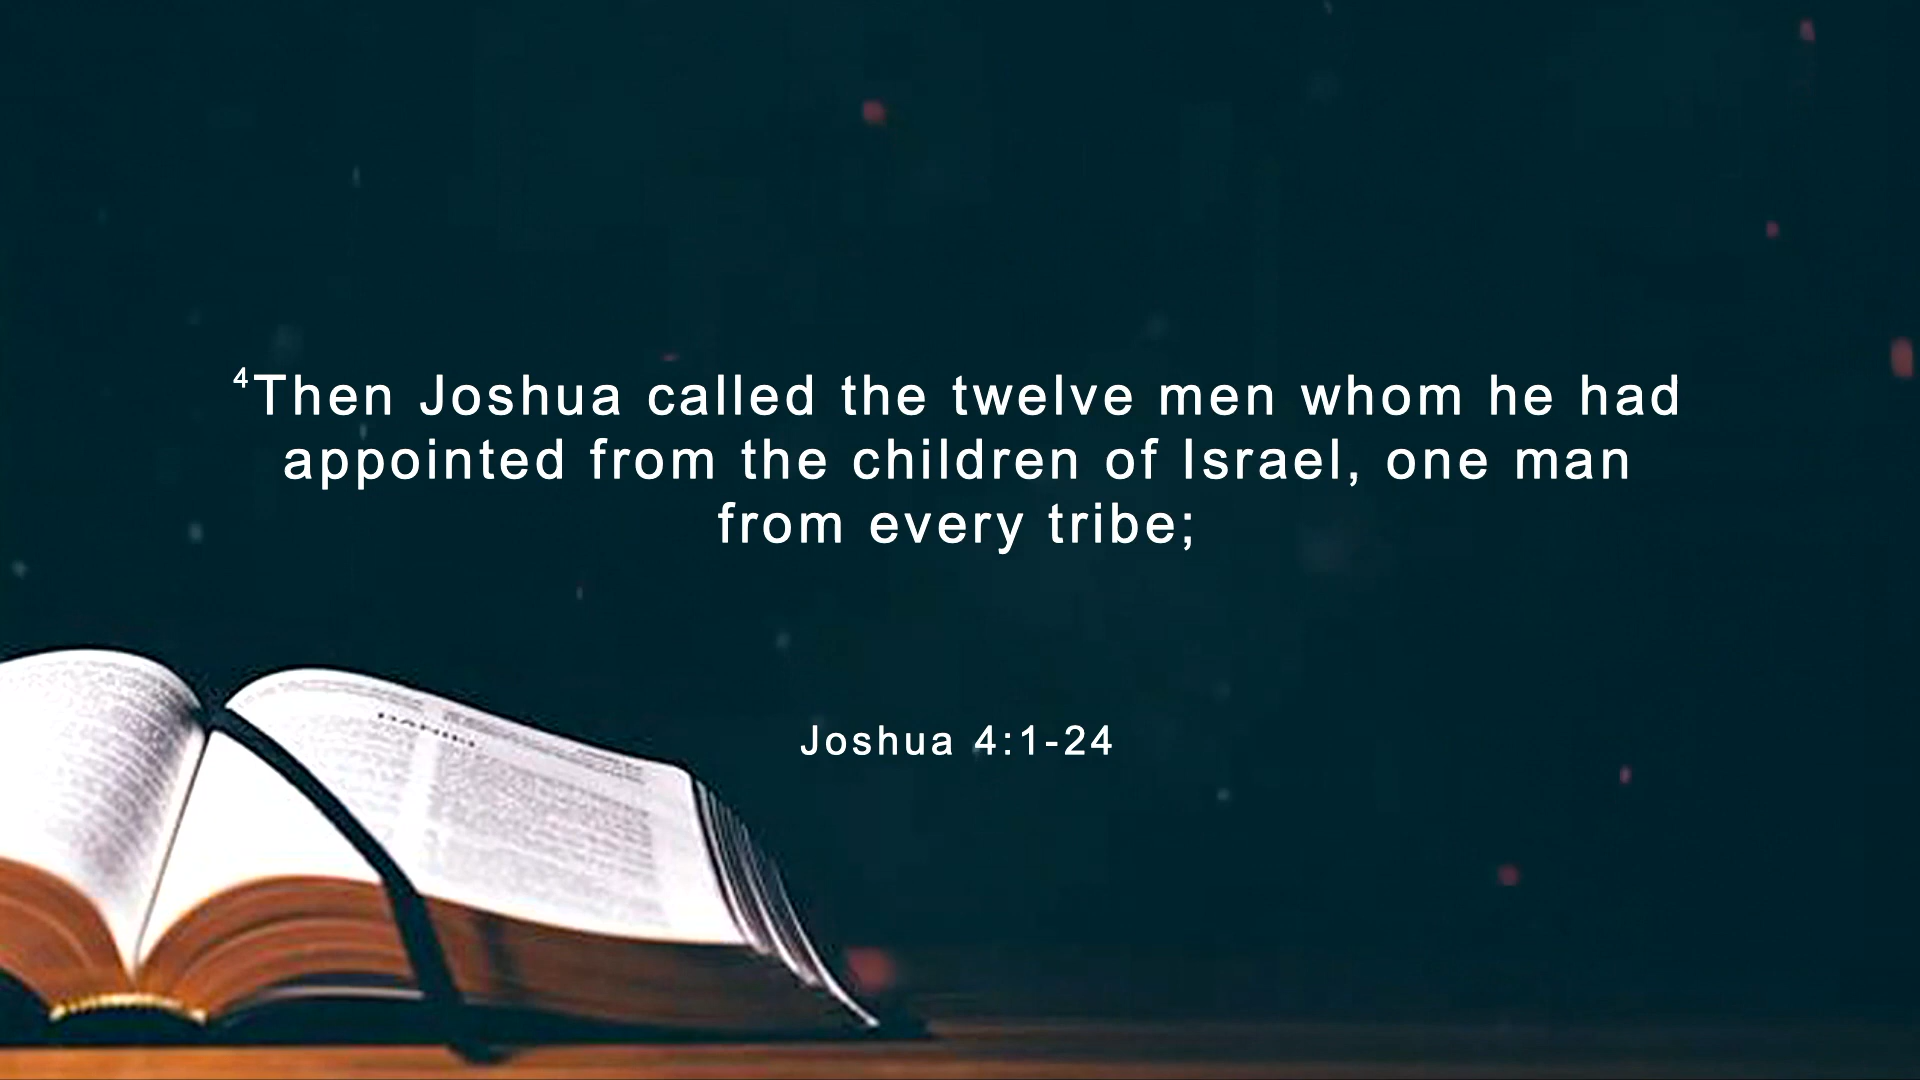 ⁴Then Joshua called the twelve men whom he had
appointed from the children of Israel, one man
from every tribe;
Joshua 4:1-24